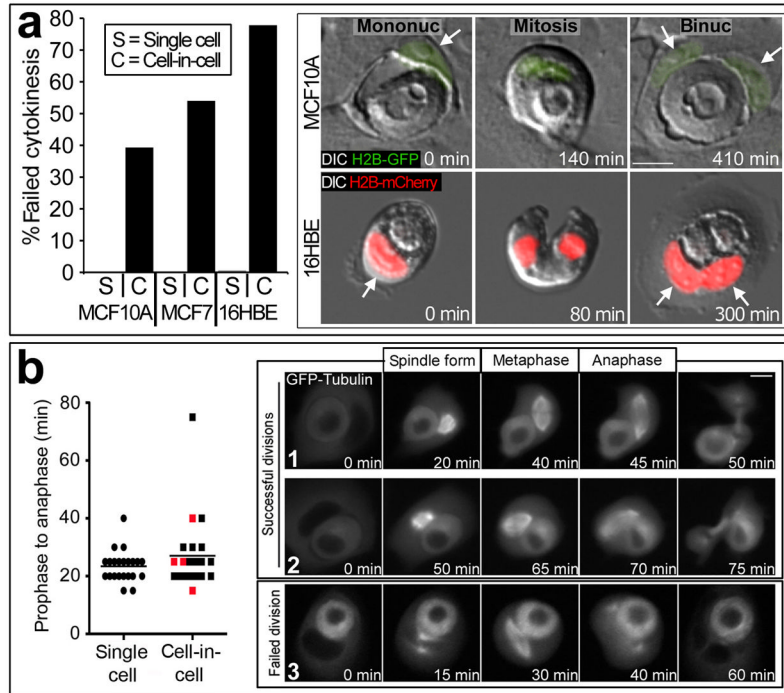 a
80
70
60
50
40
30
20
10
0
% Failed cytokinesis
S = Single cell
C = Cell-in-cell
S C S C S C
MCF10A MCF7 16HBE
Mononuc Mitosis Binuc
MCF10A
DIC H2B-GFP 0 min 140 min 410 min
DIC H2B-mCherry
16HBE
0 min 80 min 300 min
b
80
60
40
20
0
Prophase to anaphase (min)
Single cell
Cell-in-cell
Spindle form Metaphase Anaphase
GFP-Tubulin
Successful divisions
1 0 min 20 min 40 min 45 min 50 min
2 0 min 50 min 65 min 70 min 75 min
Failed division
3 0 min 15 min 30 min 40 min 60 min